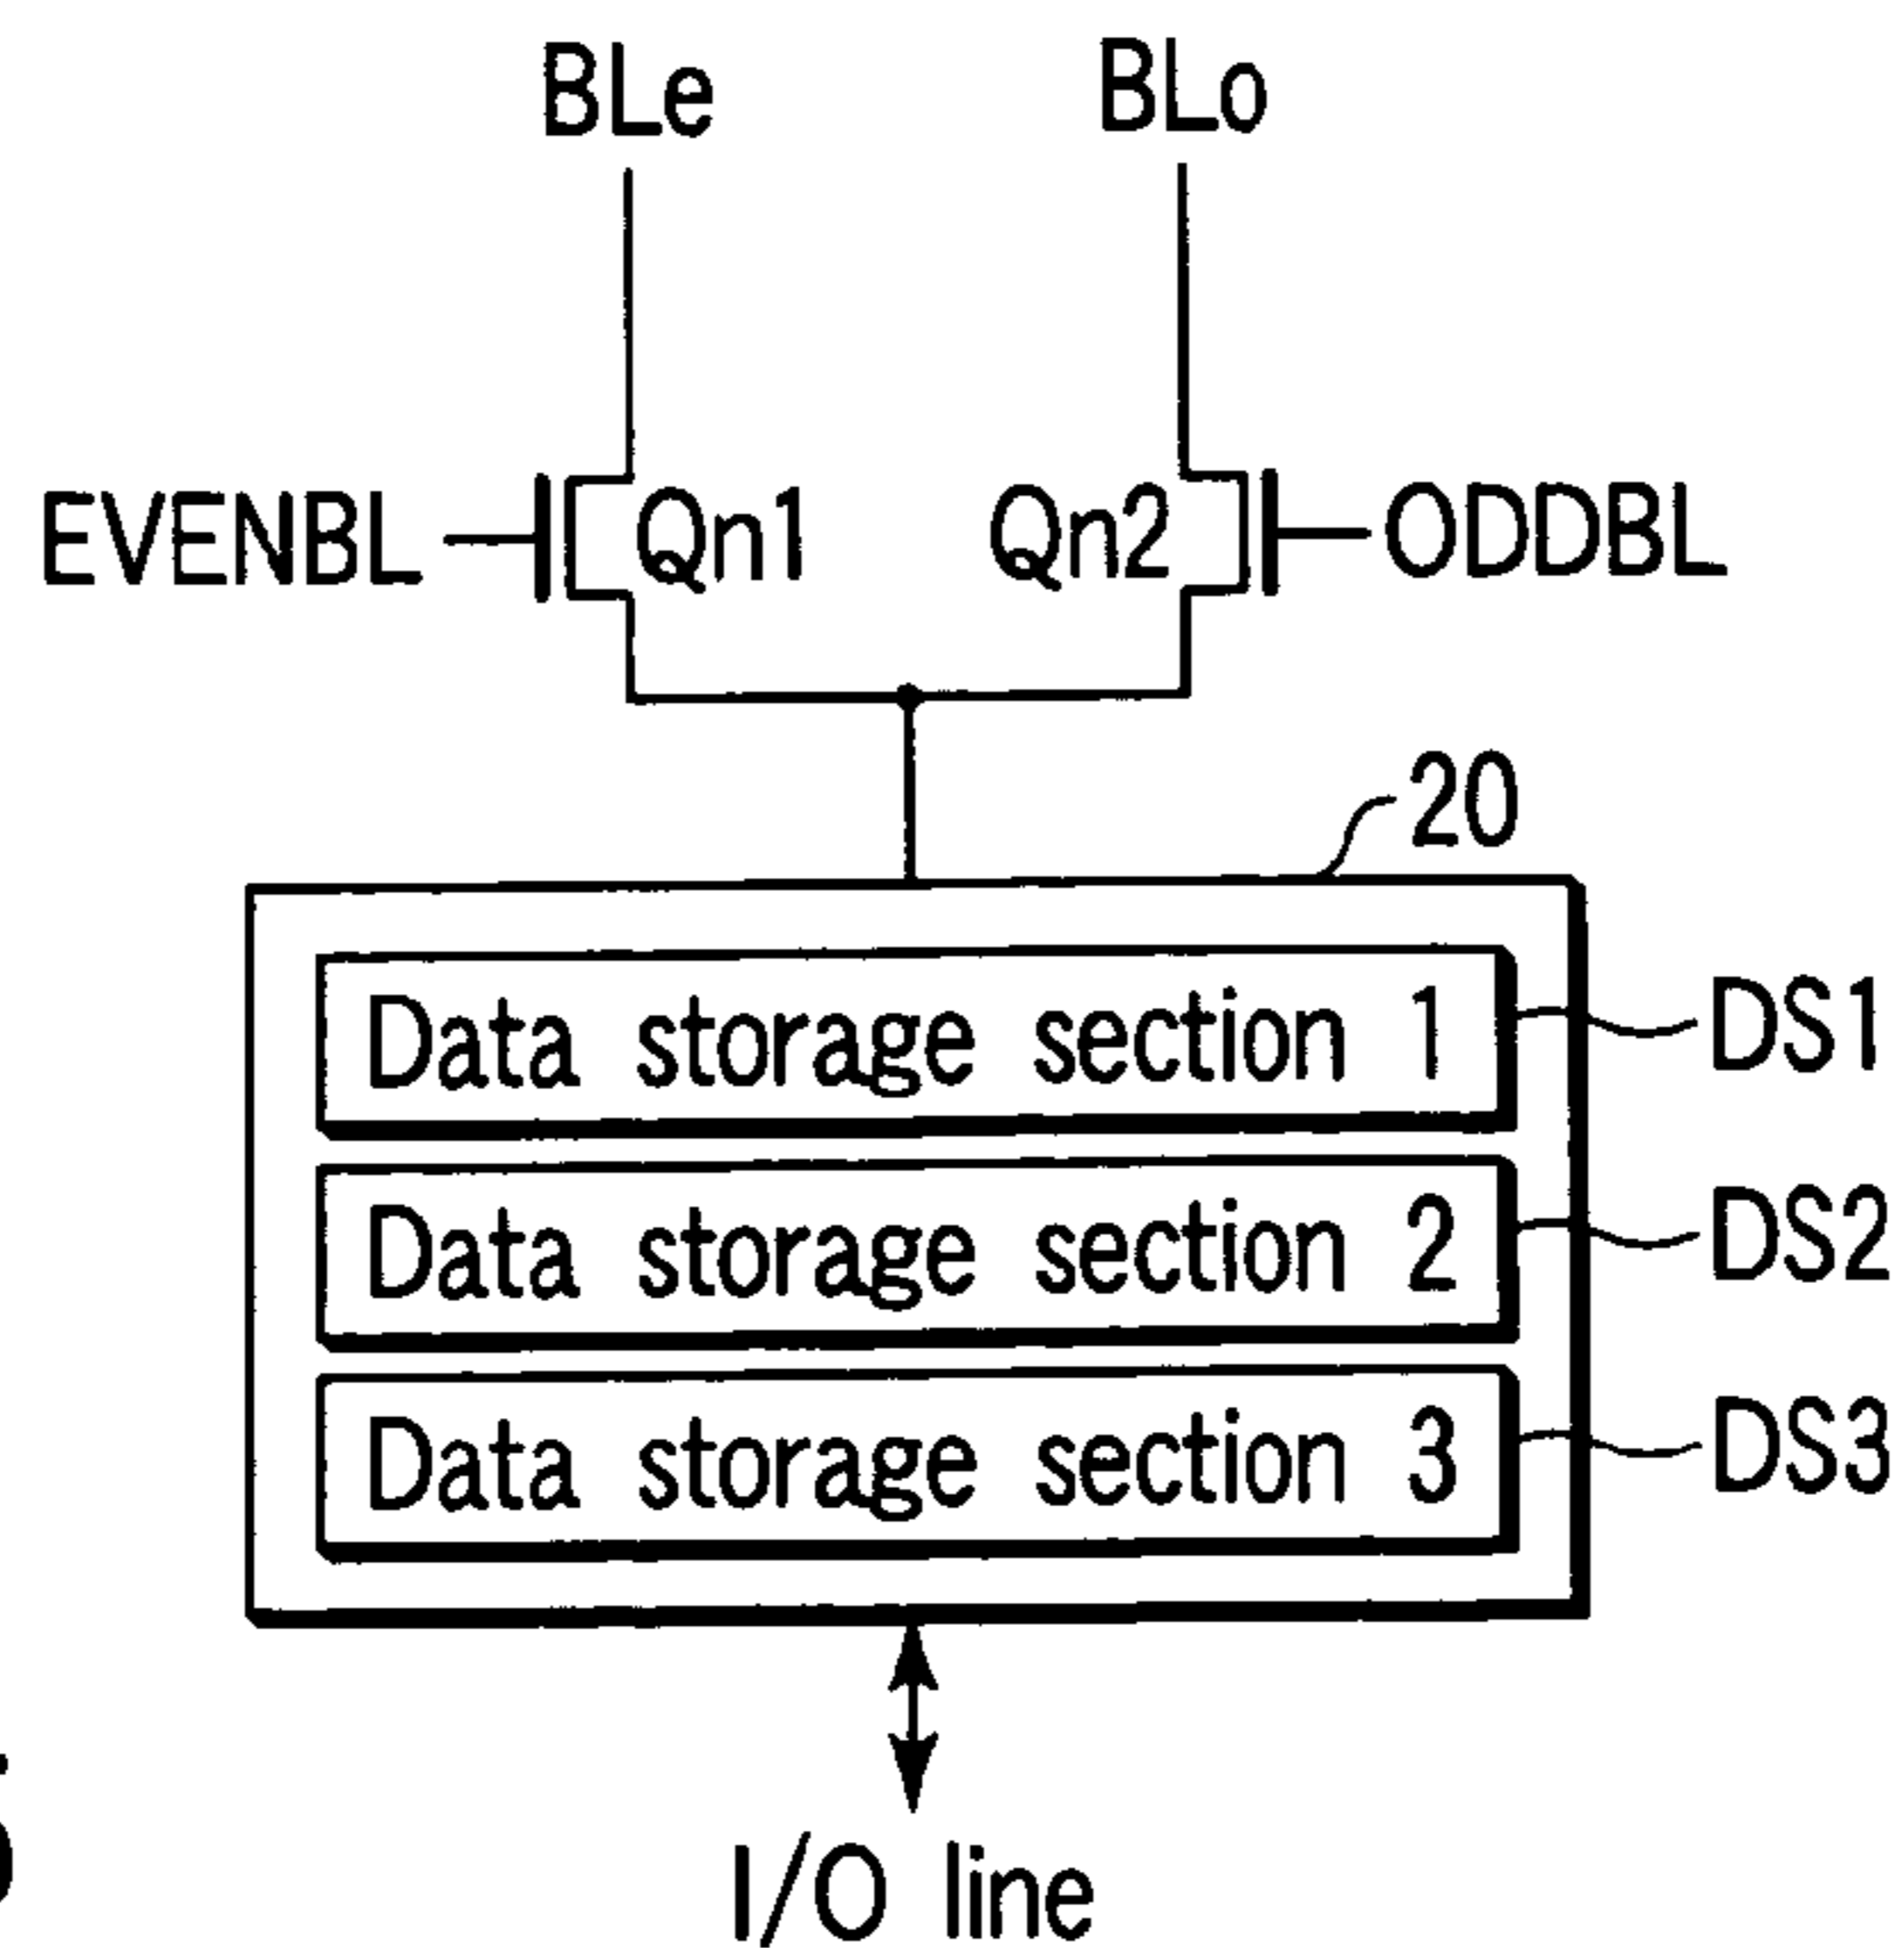 BLe BLo
EVENBL Qn1 Qn2 ODDBL
20
Data storage section 1 DS1
Data storage section 2 DS2
Data storage section 3 DS3
I/O line